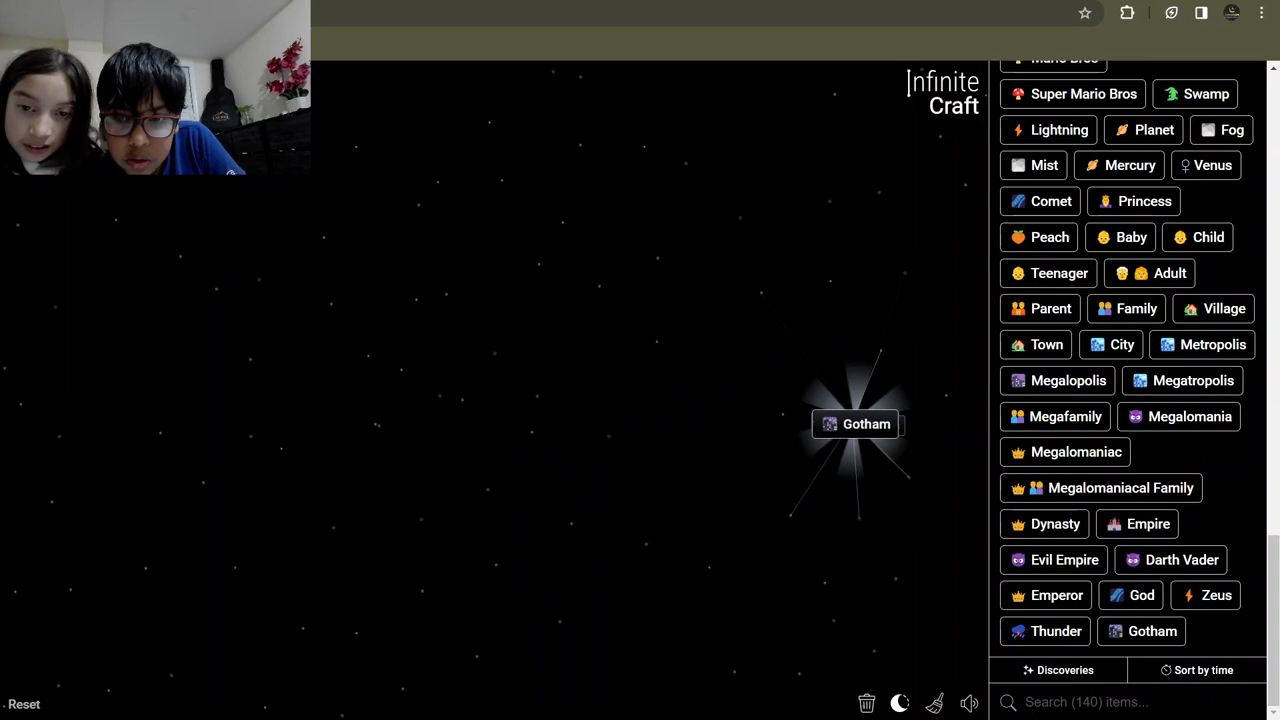 Infinite
Craft
Mario Bros
Super Mario Bros Swamp
Lightning Planet Fog
Mist Mercury Venus
Comet Princess
Peach Baby Child
Teenager Adult
Parent Family Village
Town City Metropolis
Megalopolis Megatropolis
Megafamily Megalomania
Gotham
Megalomaniac
Megalomaniacal Family
Dynasty Empire
Evil Empire Darth Vader
Emperor God Zeus
Thunder Gotham
Discoveries Sort by time
Reset
Search (140) items...